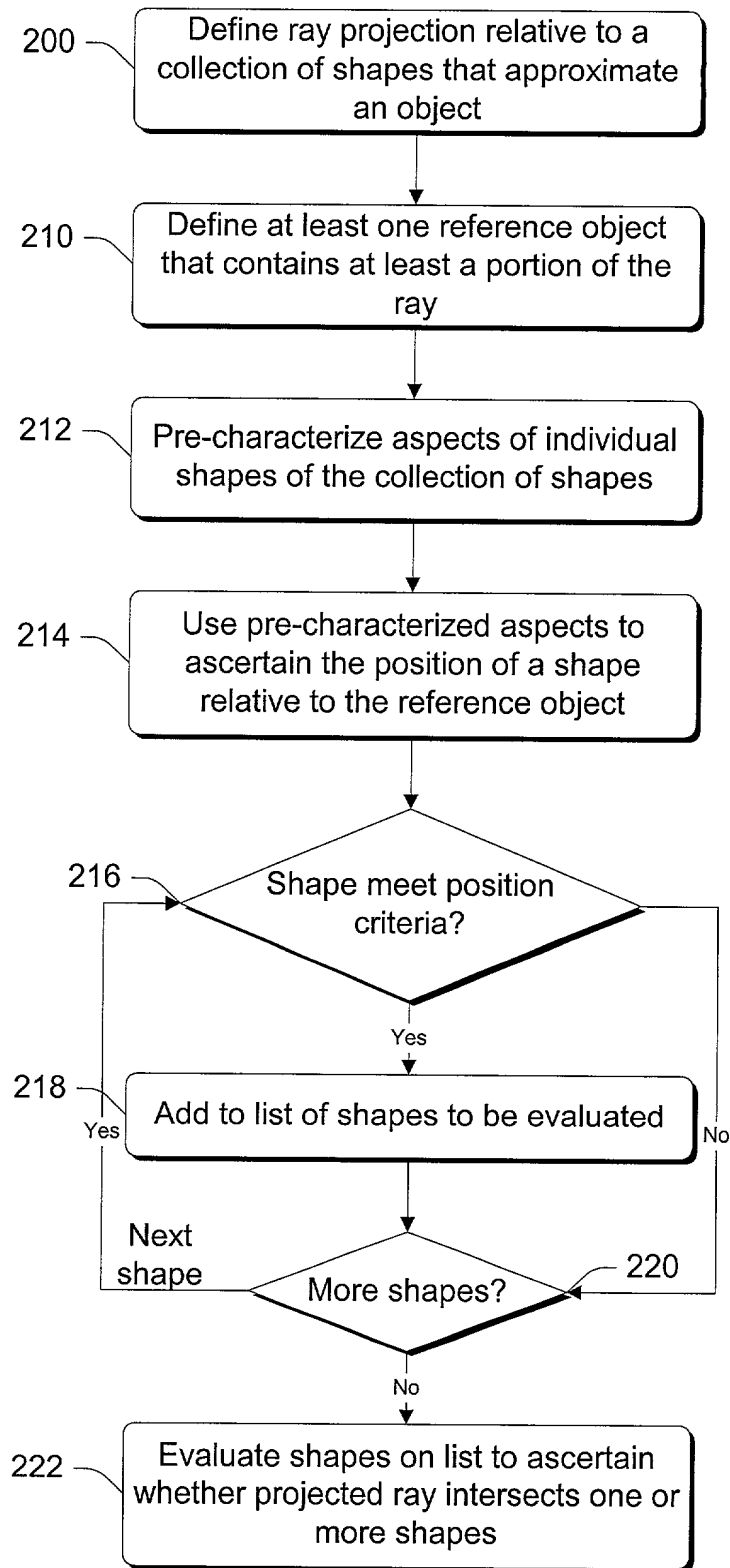 200
Define ray projection relative to a
collection of shapes that approximate
an object
210
Define at least one reference object
that contains at least a portion of the
ray
212
Pre-characterize aspects of individual
shapes of the collection of shapes
214
Use pre-characterized aspects to
ascertain the position of a shape
relative to the reference object
216
Shape meet position
criteria?
Yes
218
Add to list of shapes to be evaluated
Yes
No
Next
shape
220
More shapes?
No
222
Evaluate shapes on list to ascertain
whether projected ray intersects one or
more shapes